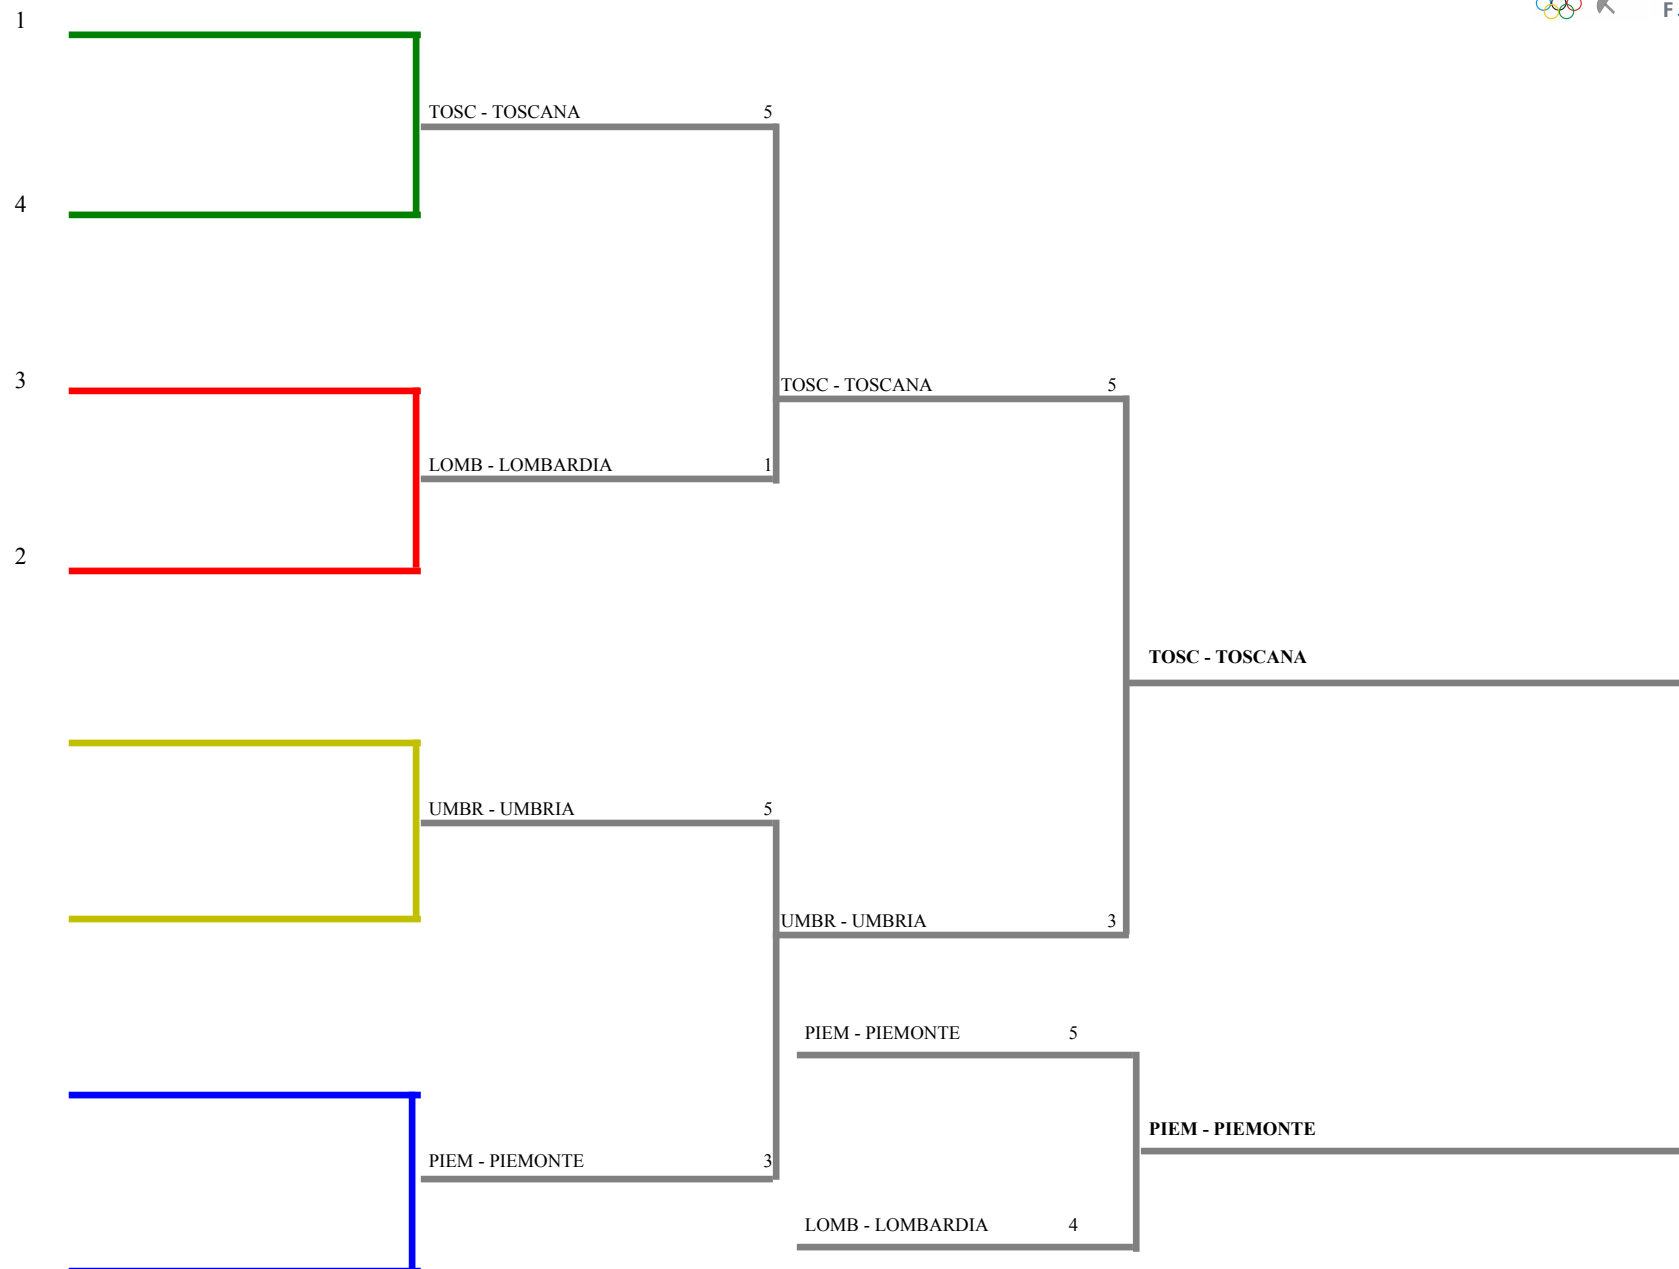 1
F
TOSC - TOSCANA 5
4
3
TOSC - TOSCANA 5
LOMB - LOMBARDIA 1
2
TOSC - TOSCANA
UMBR - UMBRIA 5
UMBR - UMBRIA 3
PIEM - PIEMONTE 5
PIEM - PIEMONTE
PIEM - PIEMONTE 3
LOMB - LOMBARDIA 4